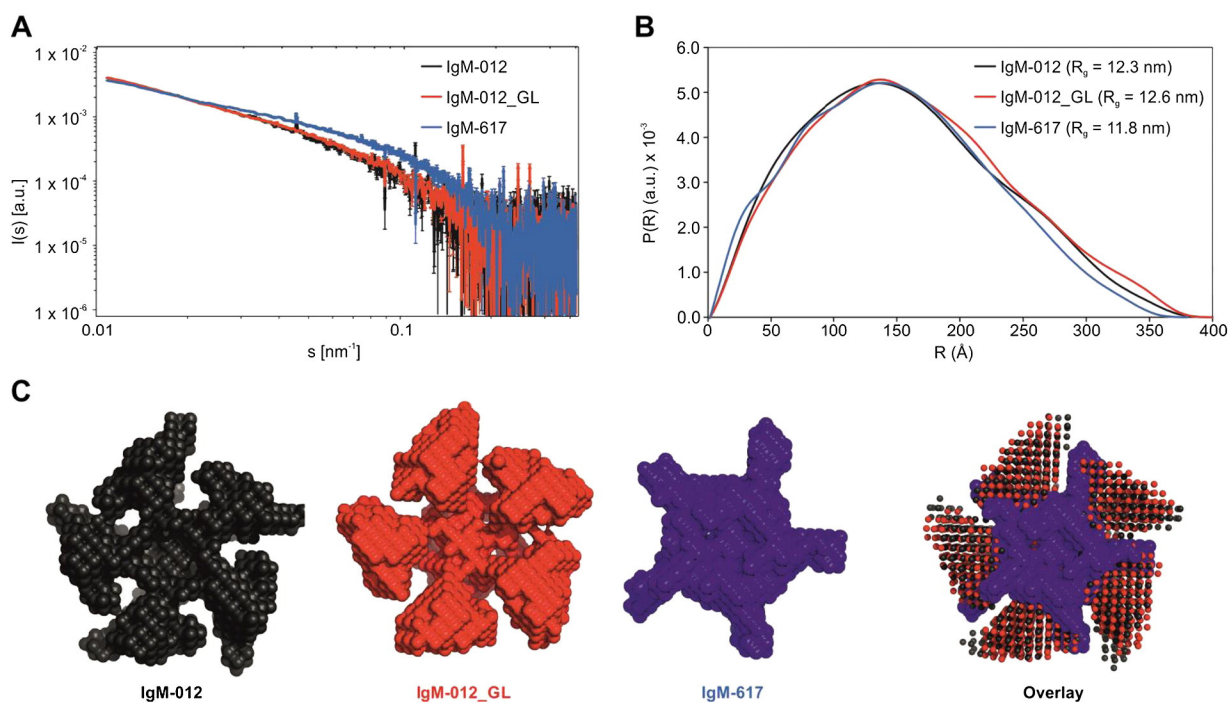 A
I(s) [a.u.]
1 x 10⁻²
1 x 10⁻³
1 x 10⁻⁴
1 x 10⁻⁵
1 x 10⁻⁶
0.01
0.1
s [nm⁻¹]
IgM-012
IgM-012_GL
IgM-617
B
P(R) (a.u.) x 10⁻³
6.0
5.0
4.0
3.0
2.0
1.0
0.0
0
50
100
150
200
250
300
350
400
R (Å)
IgM-012 (Rg = 12.3 nm)
IgM-012_GL (Rg = 12.6 nm)
IgM-617 (Rg = 11.8 nm)
C
IgM-012
IgM-012_GL
IgM-617
Overlay